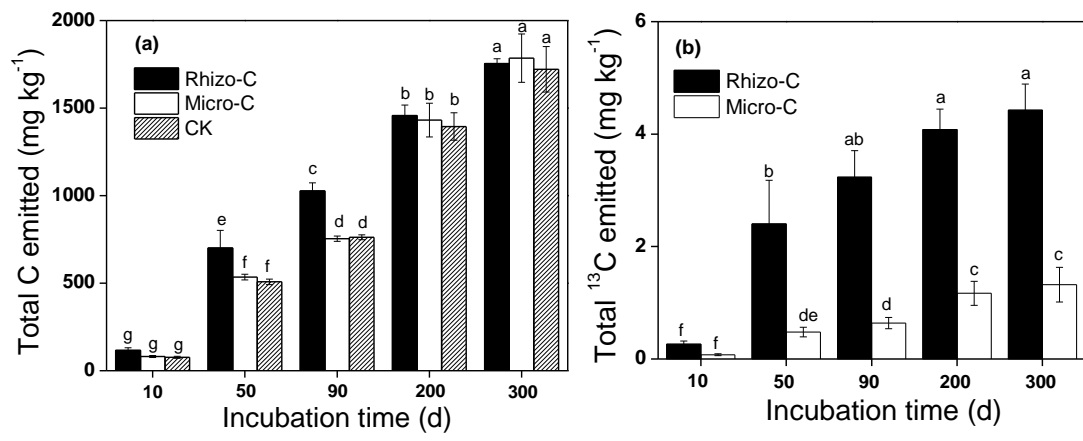 (a)
Rhizo-C
Micro-C
CK
Total C emitted (mg kg⁻¹)
2000
1500
1000
500
0
g g g
e f f
c d d
b b b
a a a
10 50 90 200 300
Incubation time (d)
(b)
Rhizo-C
Micro-C
Total ¹³C emitted (mg kg⁻¹)
6
4
2
0
f f
b de
ab d
a c
a c
10 50 90 200 300
Incubation time (d)